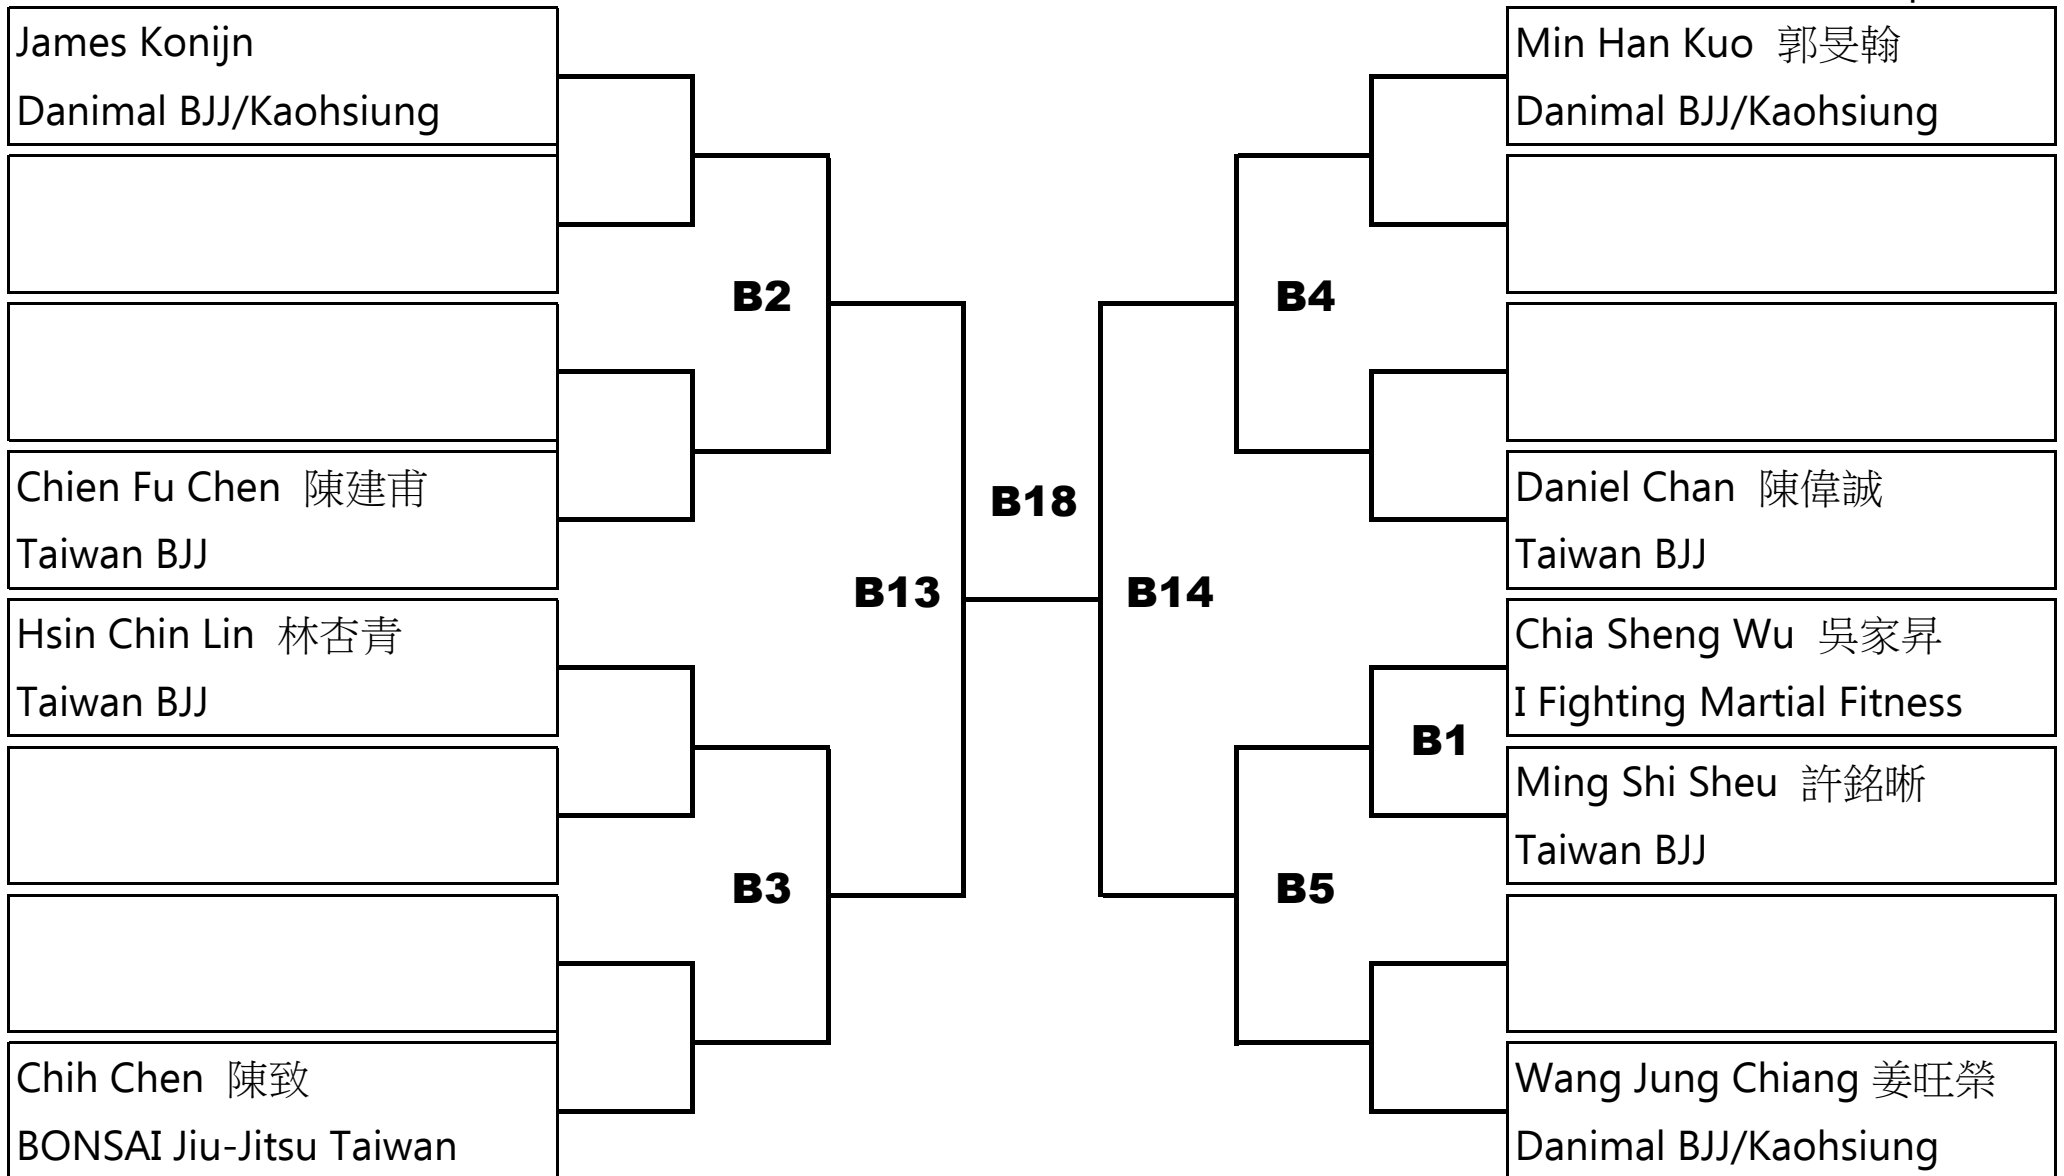 James Konijn
Danimal BJJ/Kaohsiung
Chien Fu Chen 陳建甫
Taiwan BJJ
Hsin Chin Lin 林杏青
Taiwan BJJ
Chih Chen 陳致
BONSAI Jiu-Jitsu Taiwan
B2
B3
B13
B18
B14
B4
B1
B5
Min Han Kuo 郭旻翰
Danimal BJJ/Kaohsiung
Daniel Chan 陳偉誠
Taiwan BJJ
Chia Sheng Wu 吳家昇
I Fighting Martial Fitness
Ming Shi Sheu 許銘晰
Taiwan BJJ
Wang Jung Chiang 姜旺榮
Danimal BJJ/Kaohsiung